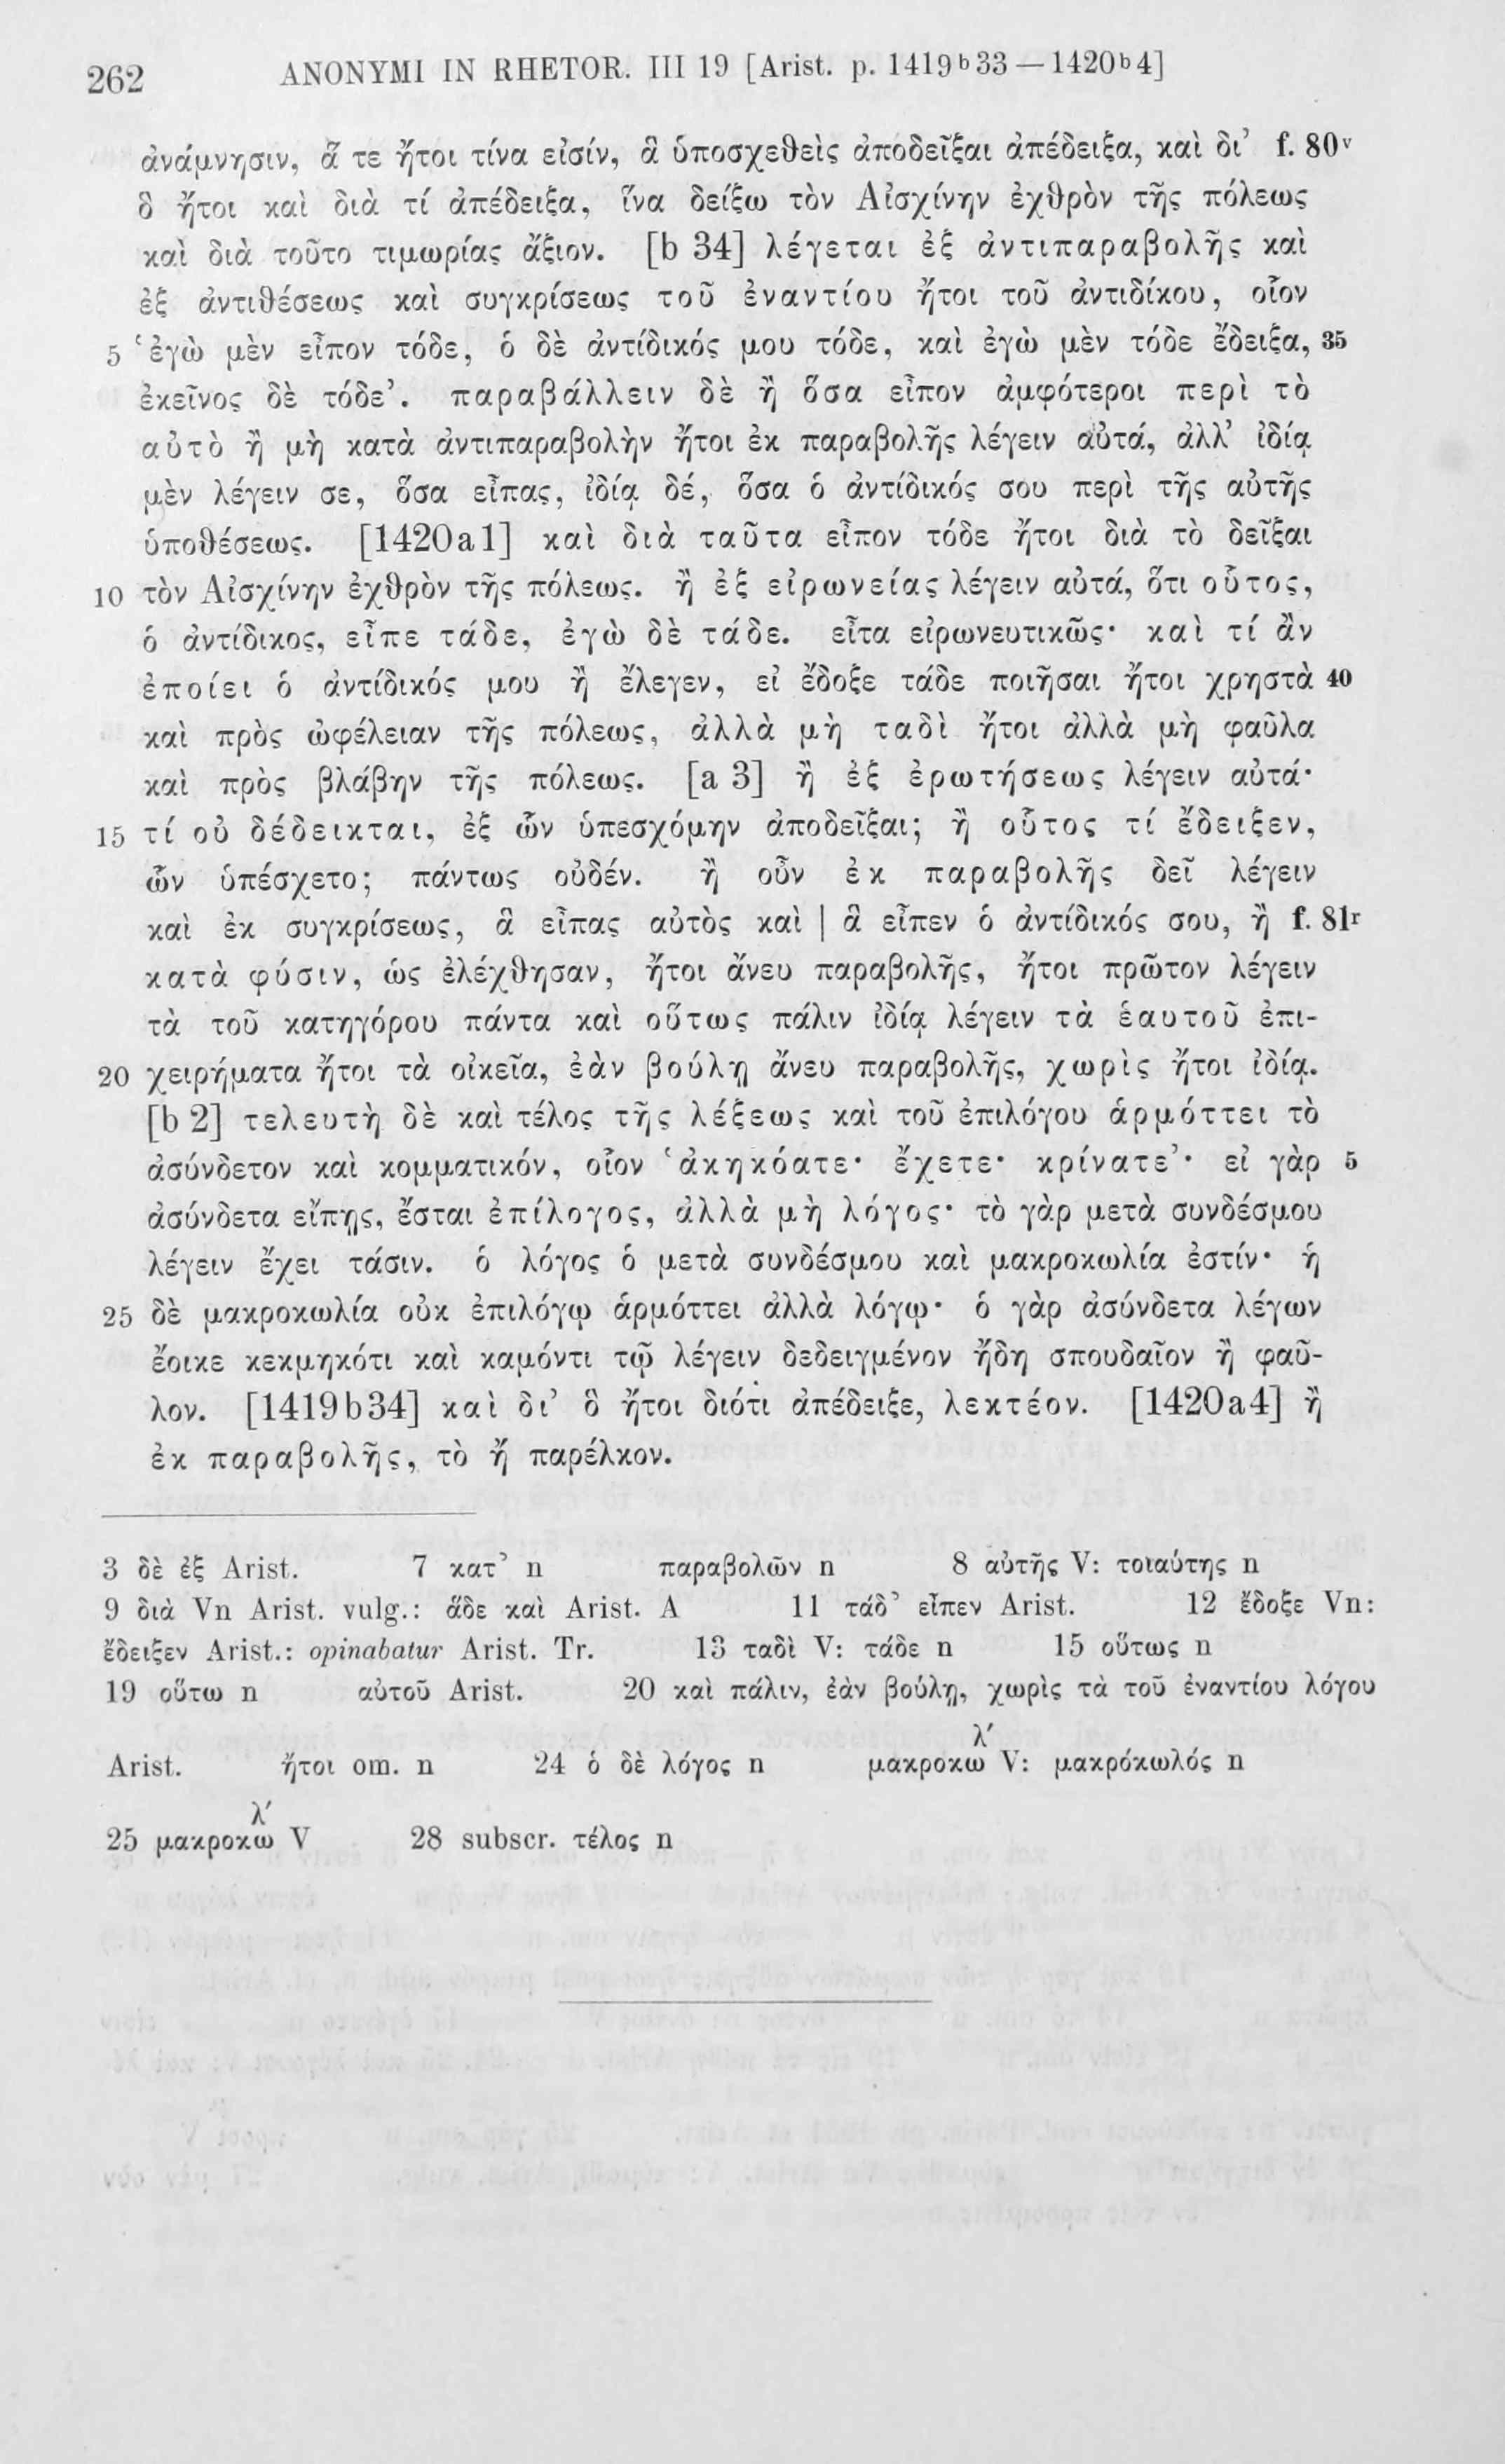 262 ANONYMI IN RHETOR. III 19 [Arist. p. 1419ᵇ33 — 1420ᵇ4]
ἀνάμνησιν, ἅ τε ἤτοι τίνα εἰσίν, ἃ ὑποσχεθεὶς ἀποδεῖξαι ἀπέδειξα, καὶ δι’ f. 80ᵛ
ὃ ἤτοι καὶ διὰ τί ἀπέδειξα, ἵνα δείξω τὸν Αἰσχίνην ἐχθρὸν τῆς πόλεως
καὶ διὰ τοῦτο τιμωρίας ἄξιον. [b 34] λέγεται ἐξ ἀντιπαραβολῆς καὶ
ἐξ ἀντιθέσεως καὶ συγκρίσεως τοῦ ἐναντίου ἤτοι τοῦ ἀντιδίκου, οἷον
5 ‘ἐγὼ μὲν εἶπον τόδε, ὁ δὲ ἀντίδικός μου τόδε, καὶ ἐγὼ μὲν τόδε ἔδειξα, 35
ἐκεῖνος δὲ τόδε’. παραβάλλειν δὲ ἢ ὅσα εἶπον ἀμφότεροι περὶ τὸ
αὐτὸ ἢ μὴ κατὰ ἀντιπαραβολὴν ἤτοι ἐκ παραβολῆς λέγειν αὐτά, ἀλλ’ ἰδίᾳ
μὲν λέγειν σε, ὅσα εἶπας, ἰδίᾳ δέ, ὅσα ὁ ἀντίδικός σου περὶ τῆς αὐτῆς
ὑποθέσεως. [1420a1] καὶ διὰ ταῦτα εἶπον τόδε ἤτοι διὰ τὸ δεῖξαι
10 τὸν Αἰσχίνην ἐχθρὸν τῆς πόλεως. ἢ ἐξ εἰρωνείας λέγειν αὐτά, ὅτι οὗτος,
ὁ ἀντίδικος, εἶπε τάδε, ἐγὼ δὲ τάδε. εἶτα εἰρωνευτικῶς· καὶ τί ἂν
ἐποίει ὁ ἀντίδικός μου ἢ ἔλεγεν, εἰ ἔδοξε τάδε ποιῆσαι ἤτοι χρηστὰ 40
καὶ πρὸς ὠφέλειαν τῆς πόλεως, ἀλλὰ μὴ ταδὶ ἤτοι ἀλλὰ μὴ φαῦλα
καὶ πρὸς βλάβην τῆς πόλεως. [a 3] ἢ ἐξ ἐρωτήσεως λέγειν αὐτά·
15 τί οὐ δέδεικται, ἐξ ὧν ὑπεσχόμην ἀποδεῖξαι; ἢ οὗτος τί ἔδειξεν,
ὧν ὑπέσχετο; πάντως οὐδέν. ἢ οὖν ἐκ παραβολῆς δεῖ λέγειν
καὶ ἐκ συγκρίσεως, ἃ εἶπας αὐτὸς καὶ | ἃ εἶπεν ὁ ἀντίδικός σου, ἢ f. 81ʳ
κατὰ φύσιν, ὡς ἐλέχθησαν, ἤτοι ἄνευ παραβολῆς, ἤτοι πρῶτον λέγειν
τὰ τοῦ κατηγόρου πάντα καὶ οὕτως πάλιν ἰδίᾳ λέγειν τὰ ἑαυτοῦ ἐπι-
20 χειρήματα ἤτοι τὰ οἰκεῖα, ἐὰν βούλῃ ἄνευ παραβολῆς, χωρὶς ἤτοι ἰδίᾳ.
[b 2] τελευτὴ δὲ καὶ τέλος τῆς λέξεως καὶ τοῦ ἐπιλόγου ἁρμόττει τὸ
ἀσύνδετον καὶ κομματικόν, οἷον ‘ἀκηκόατε· ἔχετε· κρίνατε’· εἰ γὰρ 5
ἀσύνδετα εἴπῃς, ἔσται ἐπίλογος, ἀλλὰ μὴ λόγος· τὸ γὰρ μετὰ συνδέσμου
λέγειν ἔχει τάσιν. ὁ λόγος ὁ μετὰ συνδέσμου καὶ μακροκωλία ἐστίν· ἡ
25 δὲ μακροκωλία οὐκ ἐπιλόγῳ ἁρμόττει ἀλλὰ λόγῳ· ὁ γὰρ ἀσύνδετα λέγων
ἔοικε κεκμηκότι καὶ καμόντι τῷ λέγειν δεδειγμένον ἤδη σπουδαῖον ἢ φαῦ-
λον. [1419b34] καὶ δι’ ὃ ἤτοι διότι ἀπέδειξε, λεκτέον. [1420a4] ἢ
ἐκ παραβολῆς, τὸ ἤ παρέλκον.
3 δὲ ἐξ Arist. 7 κατ’ n παραβολῶν n 8 αὐτῆς V: τοιαύτης n
9 διὰ Vn Arist. vulg.: ἅδε καὶ Arist. A 11 τάδ’ εἶπεν Arist. 12 ἔδοξε Vn:
ἔδειξεν Arist.: opinabatur Arist. Tr. 13 ταδὶ V: τάδε n 15 οὕτως n
19 οὕτω n αὑτοῦ Arist. 20 καὶ πάλιν, ἐὰν βούλῃ, χωρὶς τὰ τοῦ ἐναντίου λόγου
Arist. ἤτοι om. n 24 ὁ δὲ λόγος n μακροκωλ´ V: μακρόκωλός n
25 μακροκωλ´ V 28 subscr. τέλος n